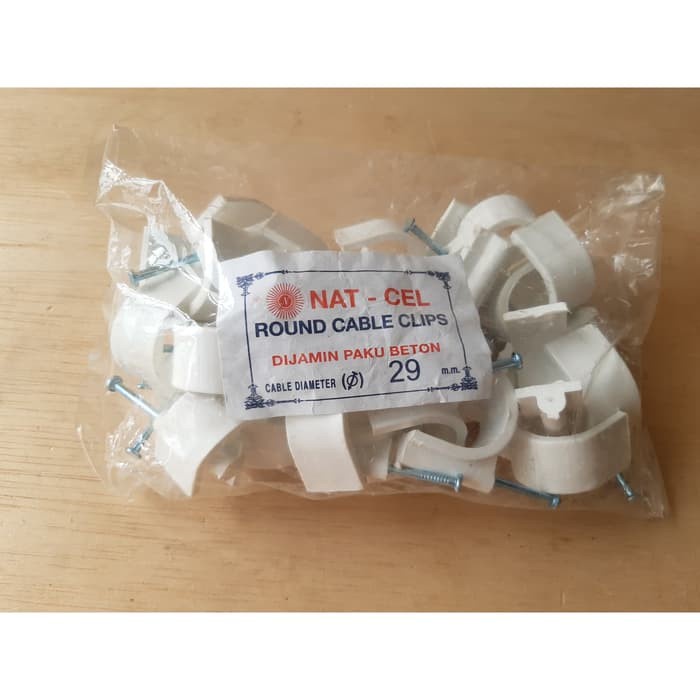 NAT - CEL
ROUND CABLE CLIPS
DIJAMIN PAKU BETON
CABLE DIAMETER (Ø) 29 m.m.